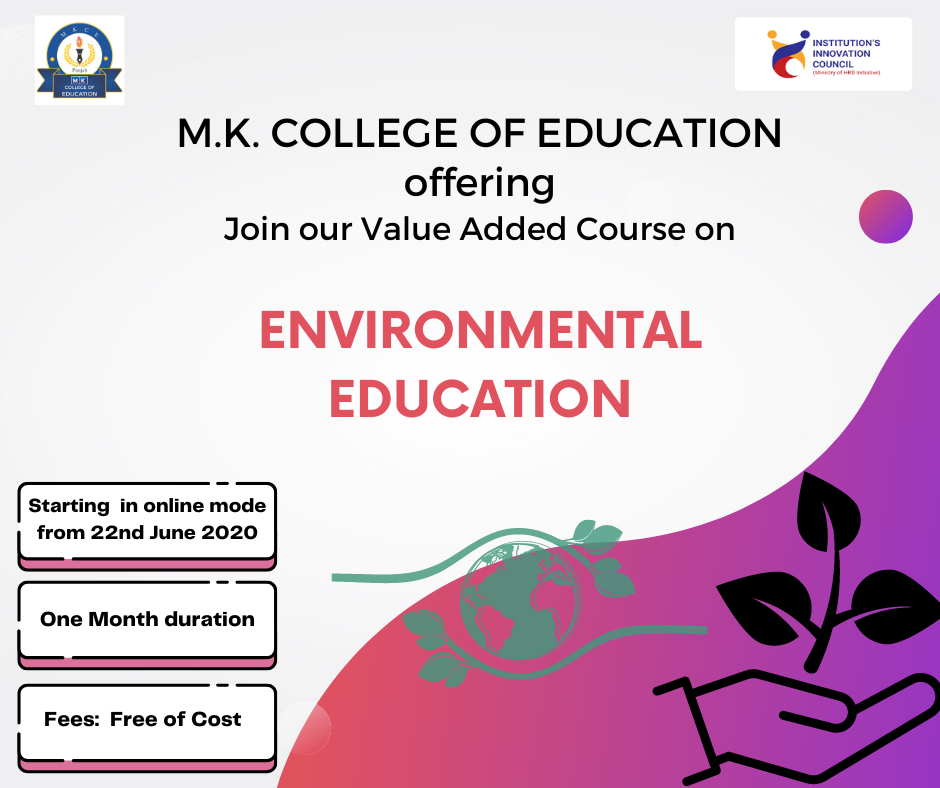 M K C E
Punjab
M K
COLLEGE OF
EDUCATION
INSTITUTION'S
INNOVATION
COUNCIL
(Ministry of HRD Initiative)
M.K. COLLEGE OF EDUCATION
offering
Join our Value Added Course on
ENVIRONMENTAL
EDUCATION
Starting in online mode
from 22nd June 2020
One Month duration
Fees: Free of Cost